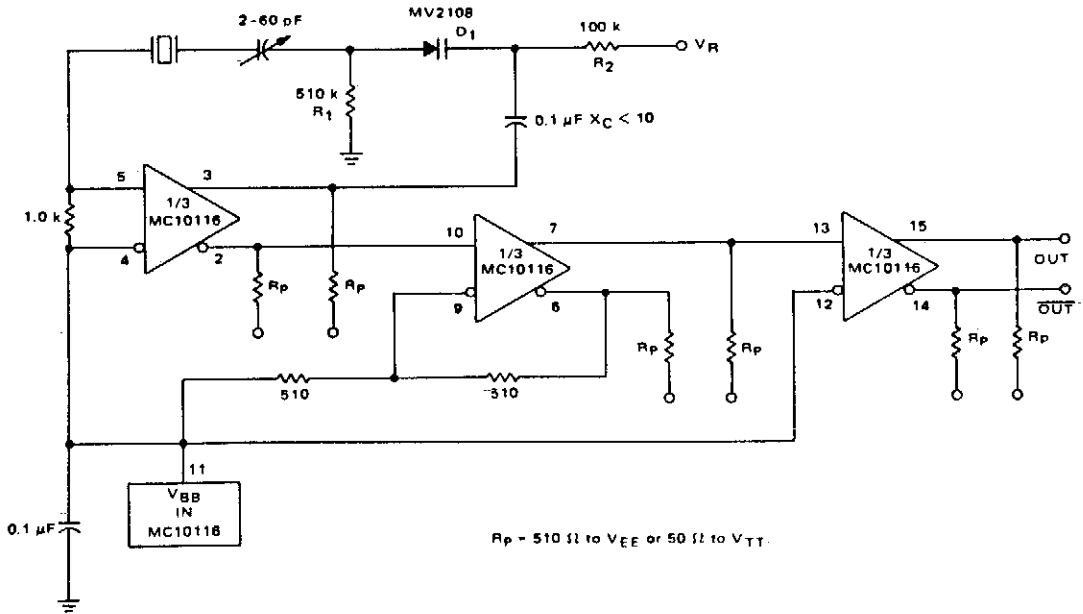 MV2108
2-60 pF
D1
100 k
VR
R2
510 k
R1
0.1 µF XC < 10
5
3
1/3
MC10116
1.0 k
4
2
10
7
1/3
MC10116
9
6
13
15
1/3
MC10116
12
14
OUT
OUT
RP
RP
RP
RP
RP
RP
510
510
11
VBB
IN
MC10116
0.1 µF
RP = 510 Ω to VEE or 50 Ω to VTT.